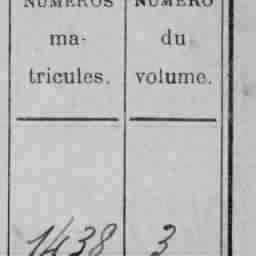 NUMÉROS NUMÉRO
ma- du
tricules. volume.
1438 3